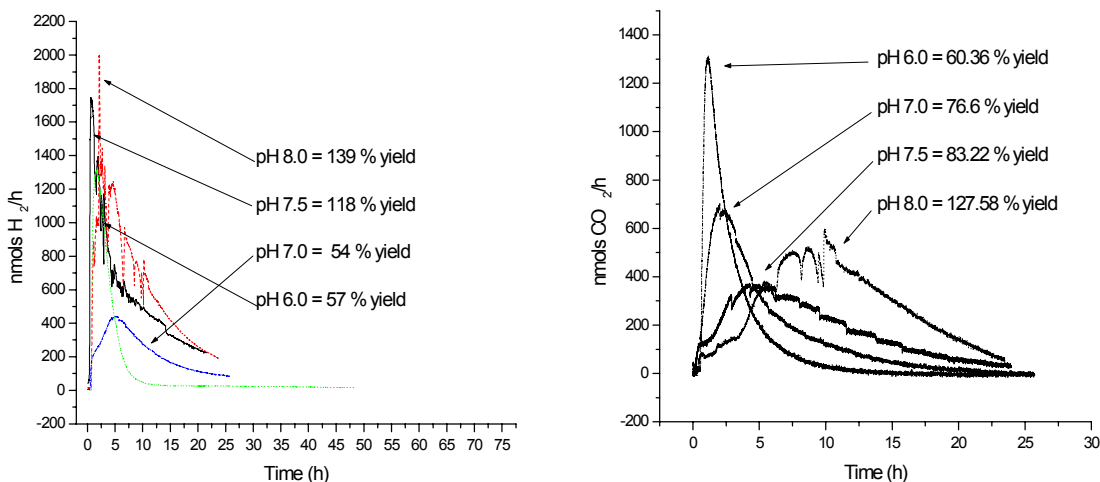 2200
2000
1800
1600
1400
1200
1000
800
600
400
200
0
-200
nmols H 2/h
pH 8.0 = 139 % yield
pH 7.5 = 118 % yield
pH 7.0 = 54 % yield
pH 6.0 = 57 % yield
0 5 10 15 20 25 30 35 40 45 50 55 60 65 70 75
Time (h)
1400
1200
1000
800
600
400
200
0
-200
nmols CO 2/h
pH 6.0 = 60.36 % yield
pH 7.0 = 76.6 % yield
pH 7.5 = 83.22 % yield
pH 8.0 = 127.58 % yield
0 5 10 15 20 25 30
Time (h)